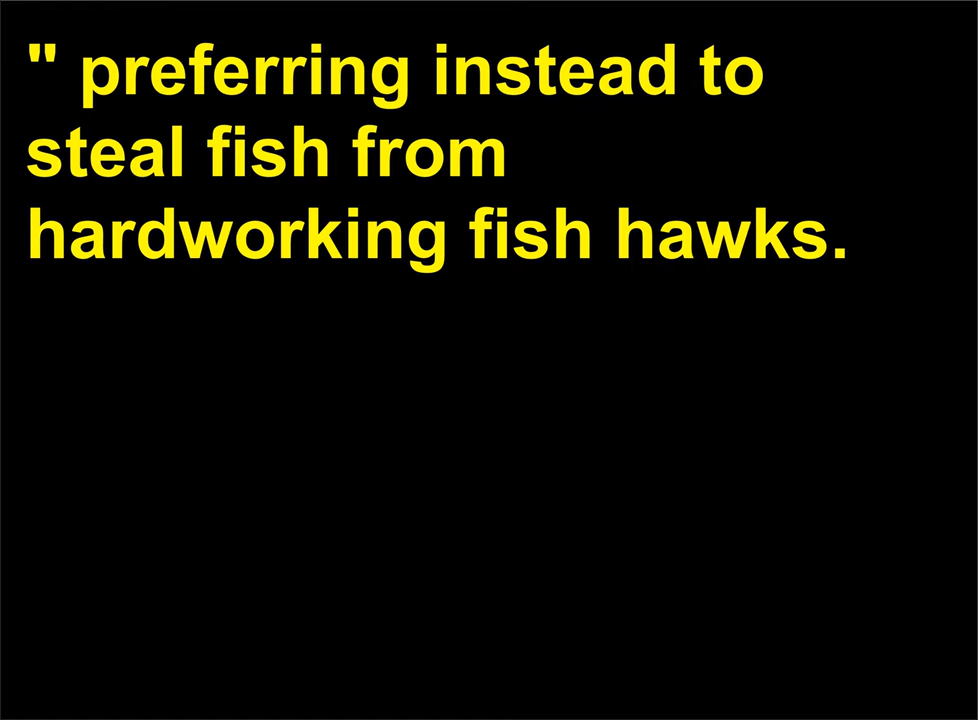 " preferring instead to
steal fish from
hardworking fish hawks.